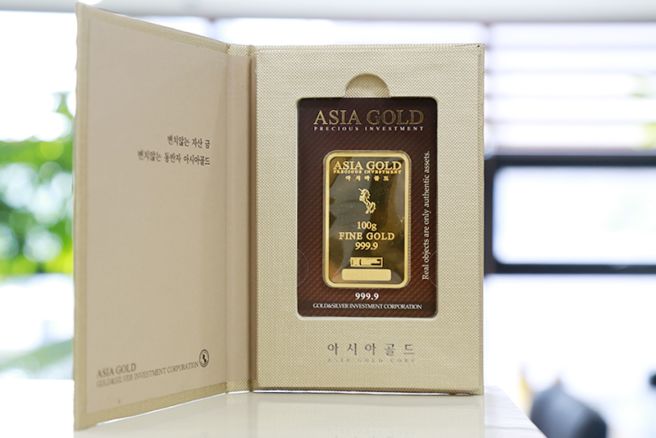 변치않는 자산 금
변치않는 동반자 아시아골드
ASIA GOLD
GOLD&SILVER INVESTMENT CORPORATION
ASIA GOLD
PRECIOUS INVESTMENT
ASIA GOLD
PRECIOUS INVESTMENT
아시아골드
100g
FINE GOLD
999.9
Real objects are only authentic assets.
999.9
GOLD&SILVER INVESTMENT CORPORATION
아시아골드
ASIA GOLD CORP